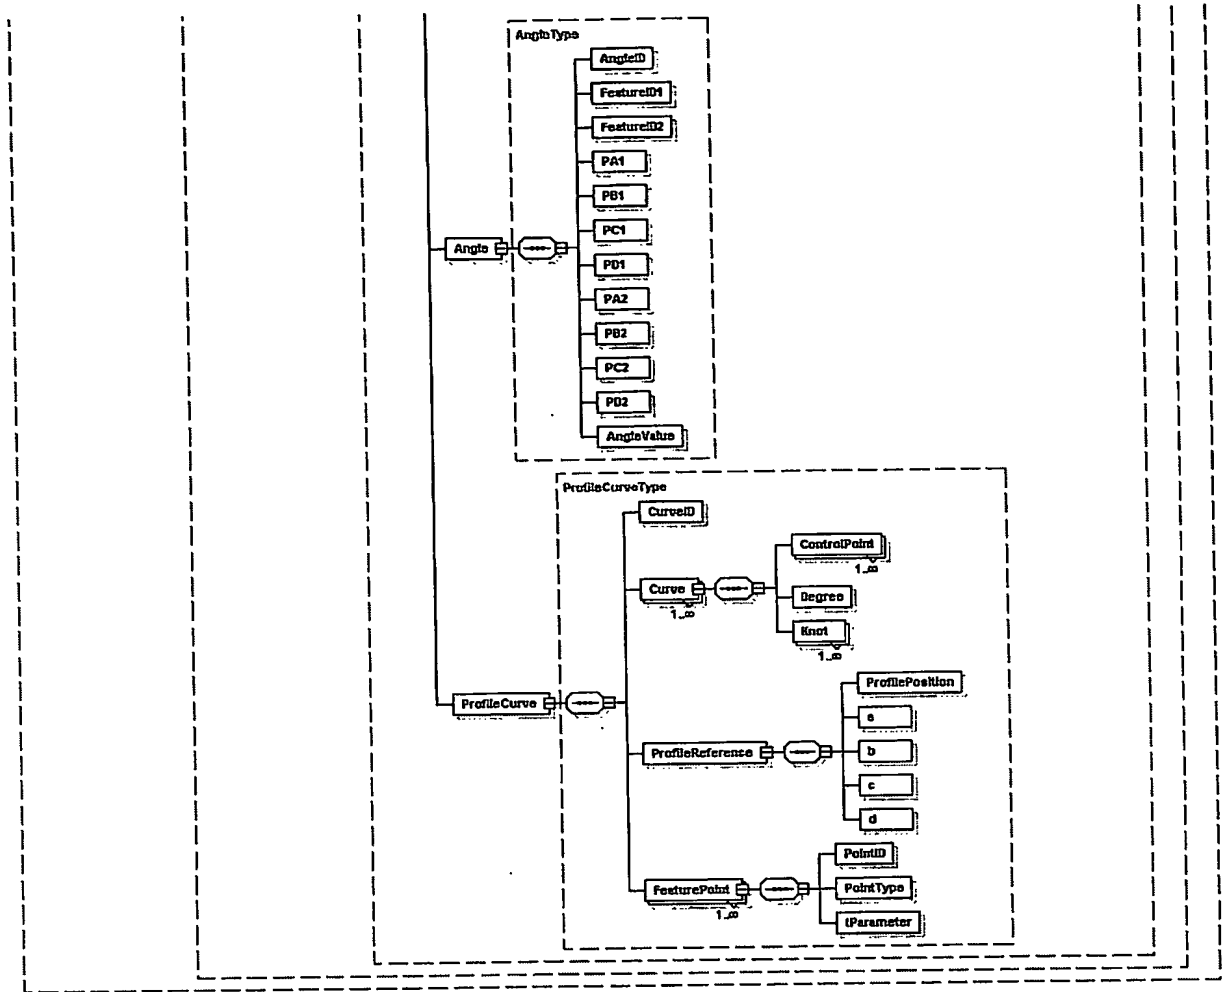 AngleType
AngleID
FeatureID1
FeatureID2
PA1
PB1
PC1
Angle
PD1
PA2
PB2
PC2
PD2
AngleValue
ProfileCurveType
CurveID
ControlPoint
1..∞
Curve
1..∞
Degree
Knot
1..∞
ProfileCurve
ProfilePosition
a
ProfileReference
b
c
d
PointID
FeaturePoint
1..∞
PointType
tParameter